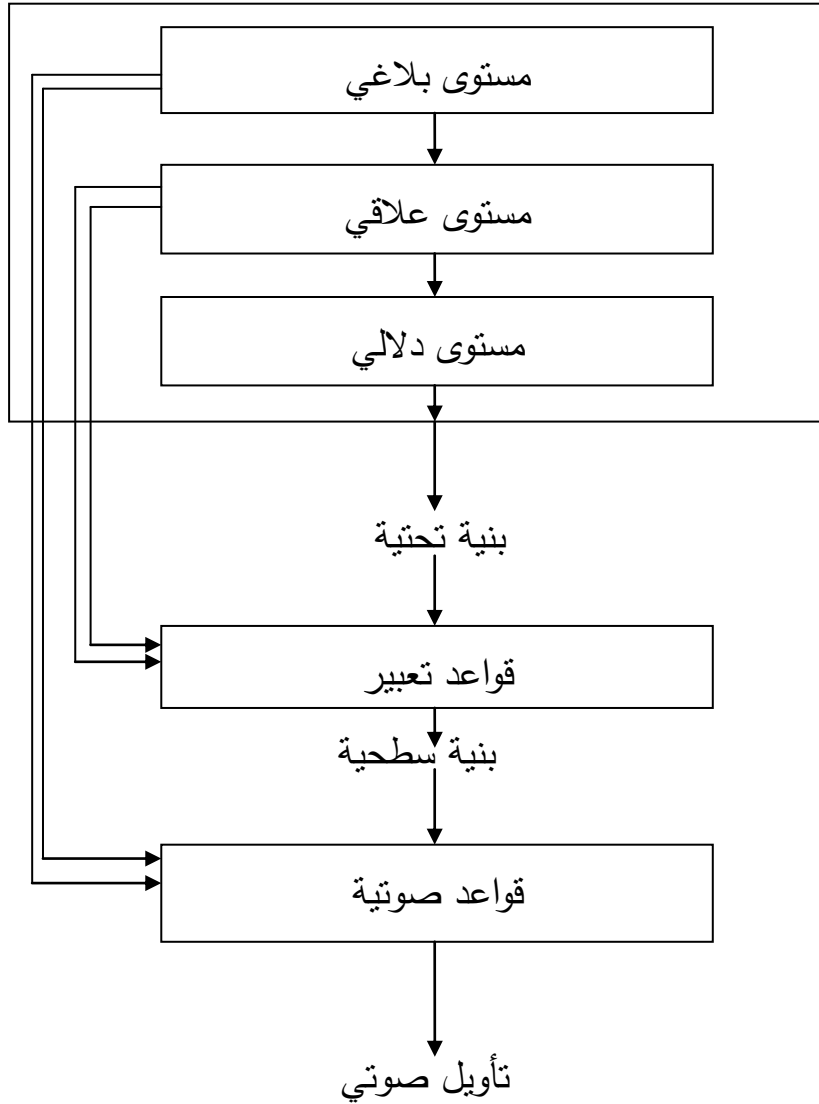 مستوى بلاغي
مستوى علاقي
مستوى دلالي
بنية تحتية
قواعد تعبير
بنية سطحية
قواعد صوتية
تأويل صوتي